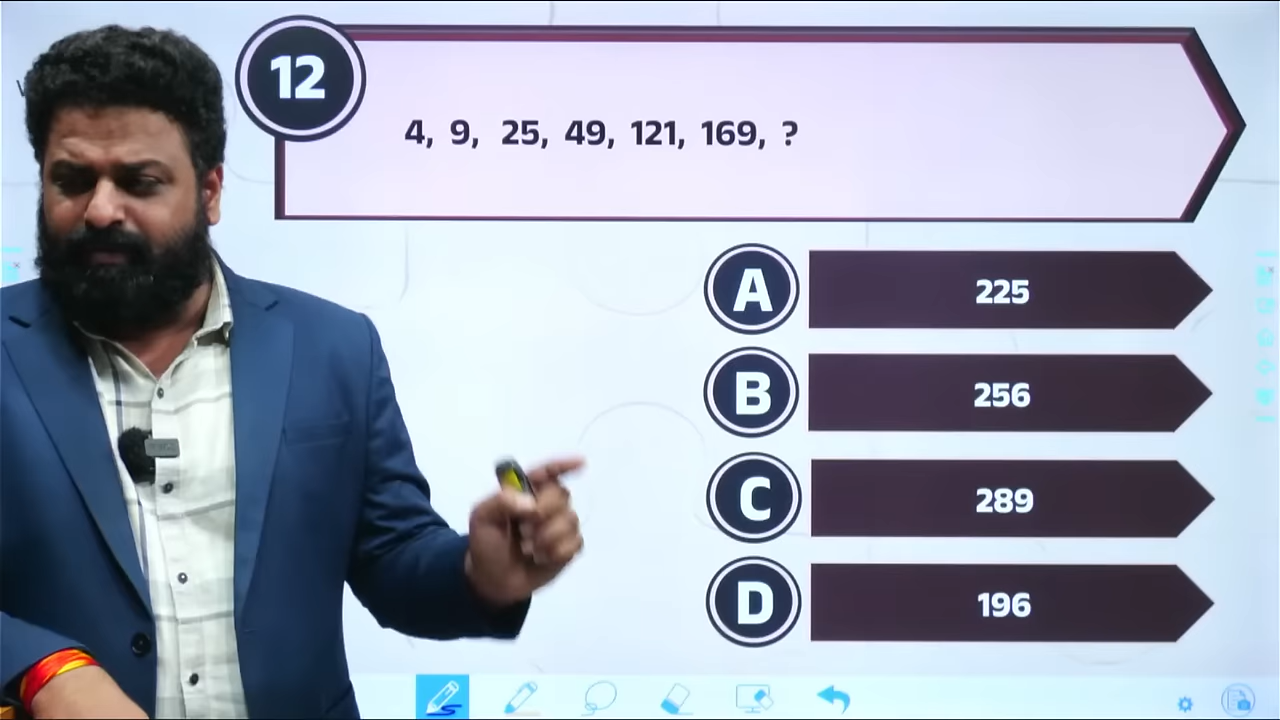 12
4, 9, 25, 49, 121, 169, ?
A 225
B 256
C 289
D 196